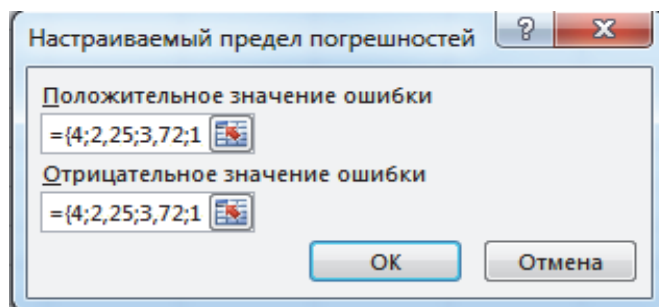 Настраиваемый предел погрешностей ?
Положительное значение ошибки
={4;2,25;3,72;1
Отрицательное значение ошибки
={4;2,25;3,72;1
ОК Отмена